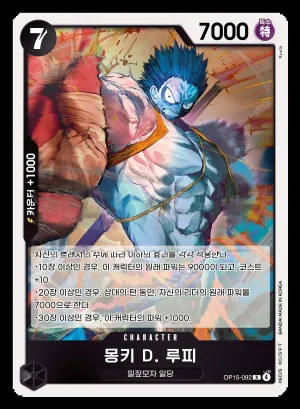 7
7000
특수
特
카운터 +1000
자신의 트래시의 수에 따라 이하의 효과를 각각 적용한다.
·10장 이상인 경우, 이 캐릭터의 원래 파워는 9000이 되고, 코스트
+10.
·20장 이상인 경우, 상대의 턴 동안, 자신의 리더의 원래 파워를
7000으로 한다.
·30장 이상인 경우, 이 캐릭터의 파워 +1000.
CHARACTER
몽키 D. 루피
밀짚모자 일당
OP15-092 R
BANDAI·MADE IN KOREA